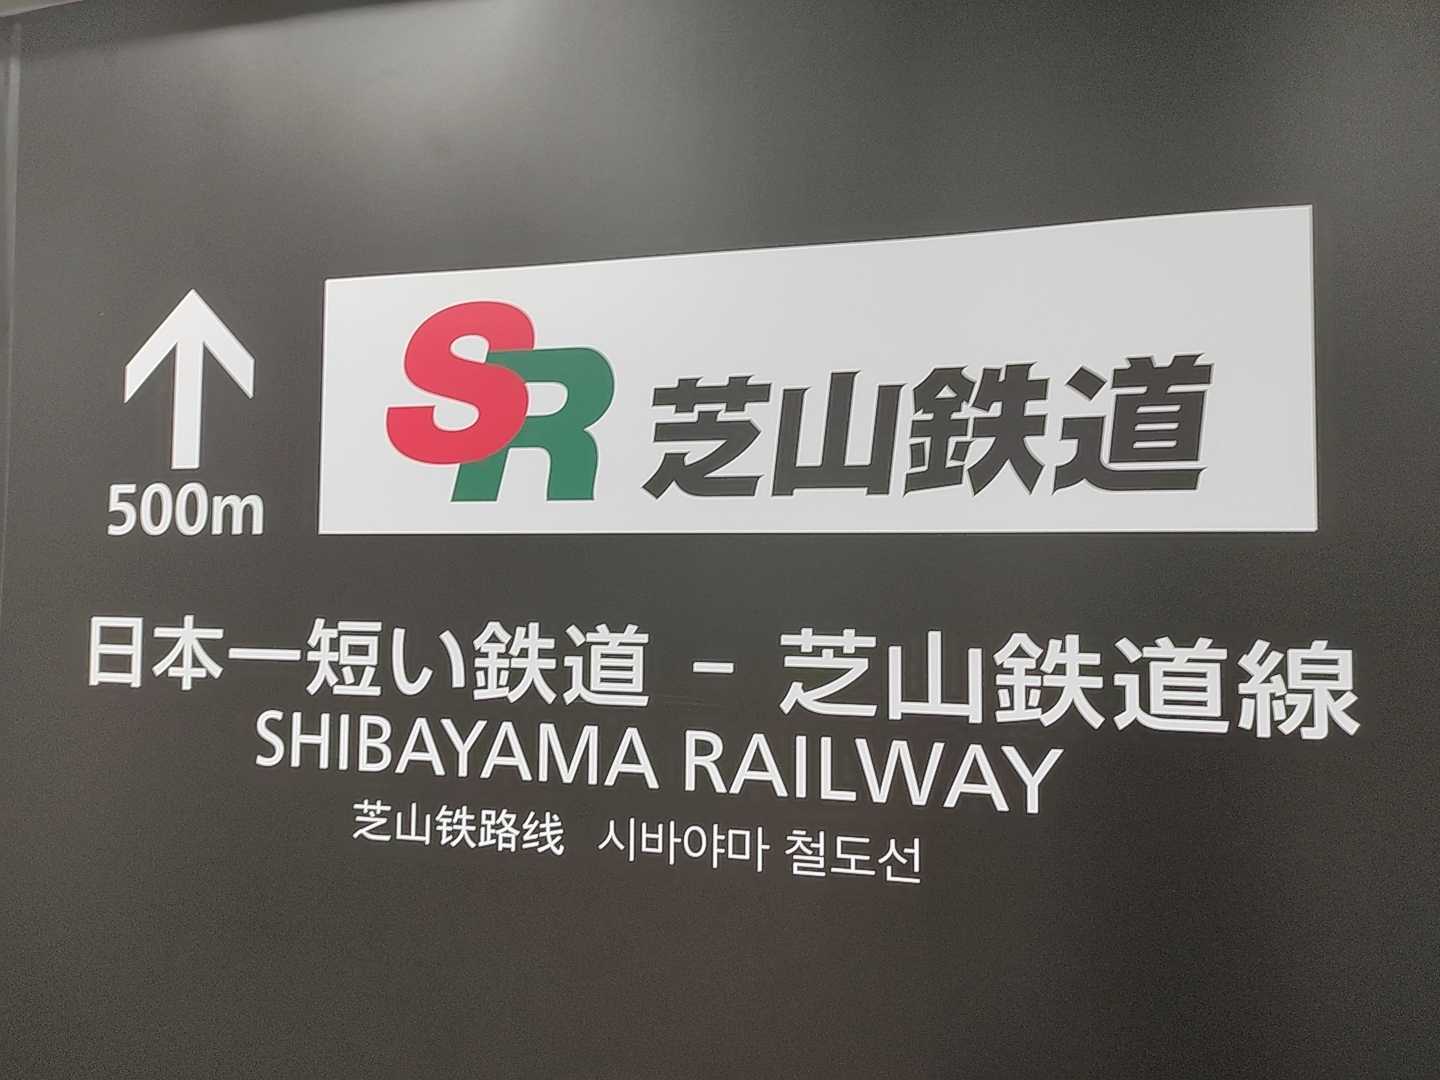 SR 芝山鉄道
500m
日本一短い鉄道 - 芝山鉄道線
SHIBAYAMA RAILWAY
芝山铁路线 시바야마 철도선